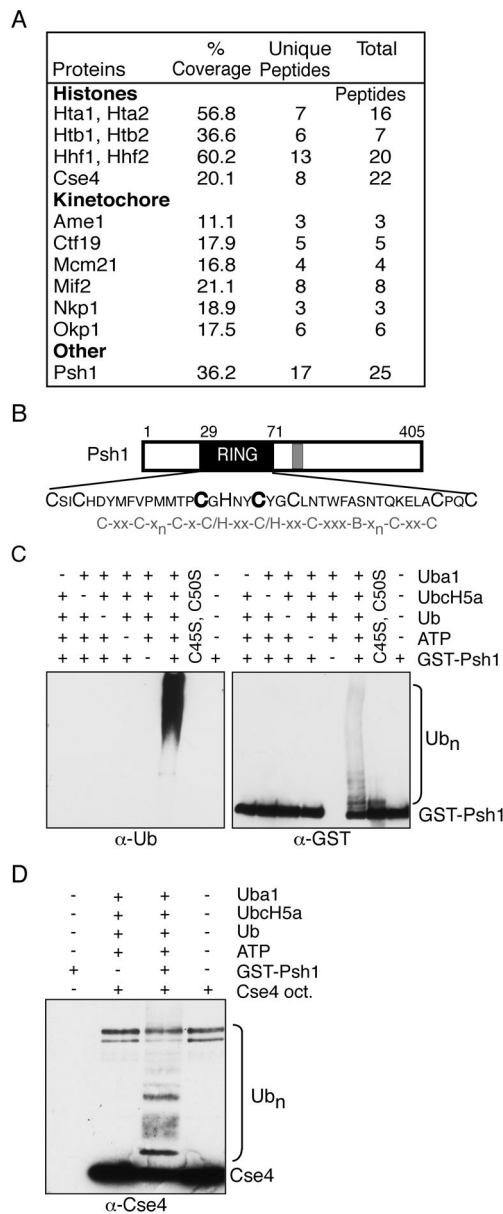 A
%
Unique
Total
Proteins
Coverage
Peptides
Histones
Peptides
Hta1, Hta2 56.8 7 16
Htb1, Htb2 36.6 6 7
Hhf1, Hhf2 60.2 13 20
Cse4 20.1 8 22
Kinetochore
Ame1 11.1 3 3
Ctf19 17.9 5 5
Mcm21 16.8 4 4
Mif2 21.1 8 8
Nkp1 18.9 3 3
Okp1 17.5 6 6
Other
Psh1 36.2 17 25
B
1 29 71 405
Psh1 RING
CSICHDYMFVPMMTPCGHNYCYGCLNTWFASNTQKELACPQC
C-xx-C-xn-C-x-C/H-xx-C/H-xx-C-xxx-B-xn-C-xx-C
C
- + + + + + - - + + + + + - Uba1
+ + - + + + - + + - + + + - UbcH5a
+ + + - + + - + + + - + + - Ub
+ + + + - + - + + + + - + + - ATP
+ + + + - + + + + + + - + + GST-Psh1
C45S, C50S
C45S, C50S
Ubn
GST-Psh1
α-Ub
α-GST
D
- + + - Uba1
- + + - UbcH5a
- + + - Ub
- + + - ATP
+ - + - GST-Psh1
- + + + Cse4 oct.
Ubn
Cse4
α-Cse4